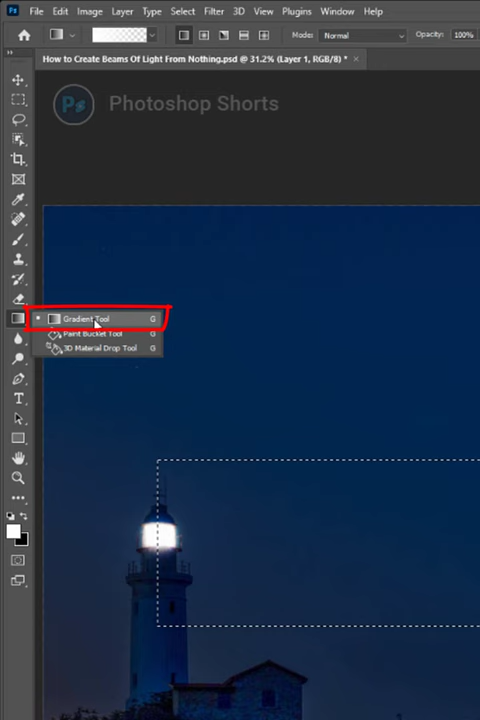 Ps File Edit Image Layer Type Select Filter 3D View Plugins Window Help
Mode: Normal Opacity: 100%
How to Create Beams Of Light From Nothing.psd @ 31.2% (Layer 1, RGB/8) * ×
Ps Photoshop Shorts
Gradient Tool G
Paint Bucket Tool G
3D Material Drop Tool G
T